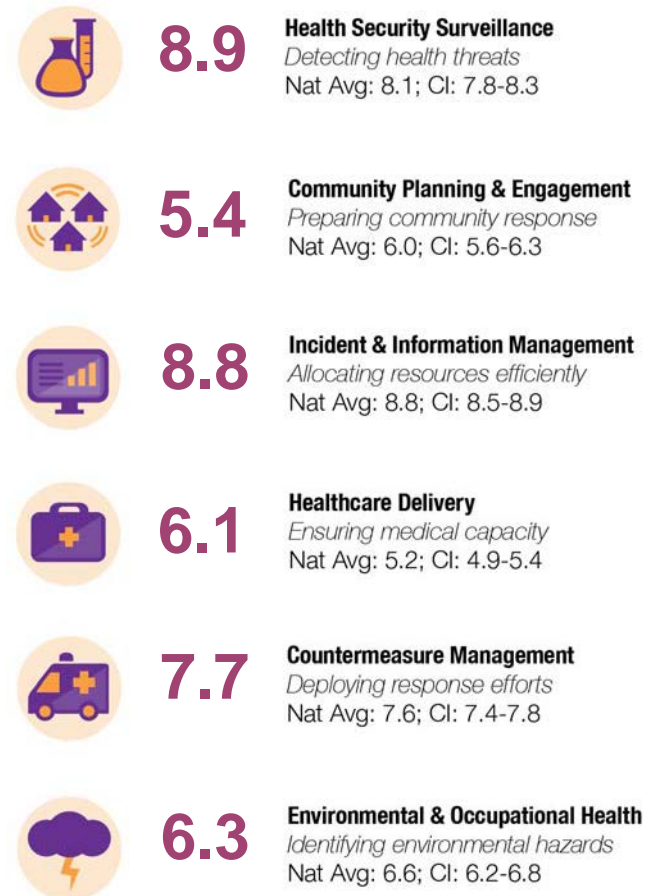 8.9
Health Security Surveillance
Detecting health threats
Nat Avg: 8.1; CI: 7.8-8.3
5.4
Community Planning & Engagement
Preparing community response
Nat Avg: 6.0; CI: 5.6-6.3
8.8
Incident & Information Management
Allocating resources efficiently
Nat Avg: 8.8; CI: 8.5-8.9
6.1
Healthcare Delivery
Ensuring medical capacity
Nat Avg: 5.2; CI: 4.9-5.4
7.7
Countermeasure Management
Deploying response efforts
Nat Avg: 7.6; CI: 7.4-7.8
6.3
Environmental & Occupational Health
Identifying environmental hazards
Nat Avg: 6.6; CI: 6.2-6.8